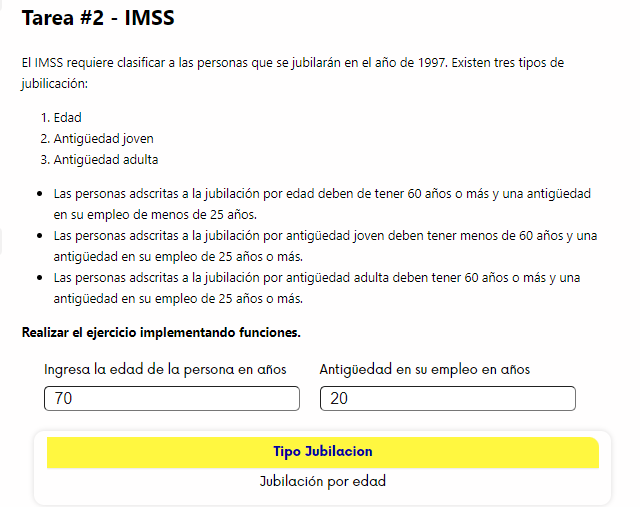 Tarea #2 - IMSS
El IMSS requiere clasificar a las personas que se jubilarán en el año de 1997. Existen tres tipos de
jubilicación:
1. Edad
2. Antigüedad joven
3. Antigüedad adulta
• Las personas adscritas a la jubilación por edad deben de tener 60 años o más y una antigüedad
en su empleo de menos de 25 años.
• Las personas adscritas a la jubilación por antigüedad joven deben tener menos de 60 años y una
antigüedad en su empleo de 25 años o más.
• Las personas adscritas a la jubilación por antigüedad adulta deben tener 60 años o más y una
antigüedad en su empleo de 25 años o más.
Realizar el ejercicio implementando funciones.
Ingresa la edad de la persona en años Antigüedad en su empleo en años
70 20
Tipo Jubilacion
Jubilación por edad